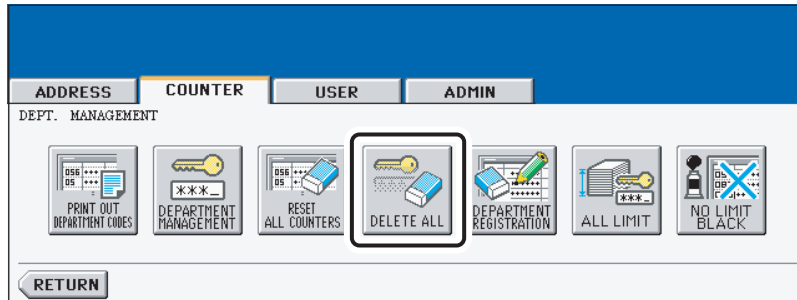 ADDRESS COUNTER USER ADMIN
DEPT. MANAGEMENT
PRINT OUT
DEPARTMENT CODES
***_
DEPARTMENT
MANAGEMENT
RESET
ALL COUNTERS
DELETE ALL
DEPARTMENT
REGISTRATION
***_
ALL LIMIT
NO LIMIT
BLACK
RETURN